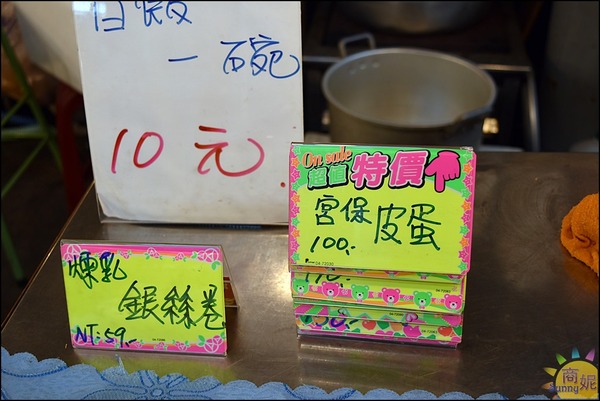 白飯
一碗
10元
On sale
超值 特價
宮保 皮蛋
100.-
煉乳
銀絲卷
NT:59.-
商妮
Sunny